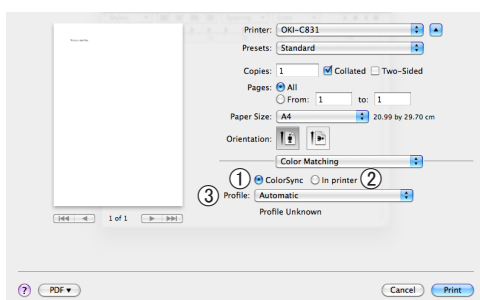 Printer: OKI-C831
Presets: Standard
Copies: 1 Collated Two-Sided
Pages: All
From: 1 to: 1
Paper Size: A4 20.99 by 29.70 cm
Orientation:
Color Matching
① ColorSync In printer ②
③ Profile: Automatic
Profile Unknown
1 of 1
? PDF▼ Cancel Print